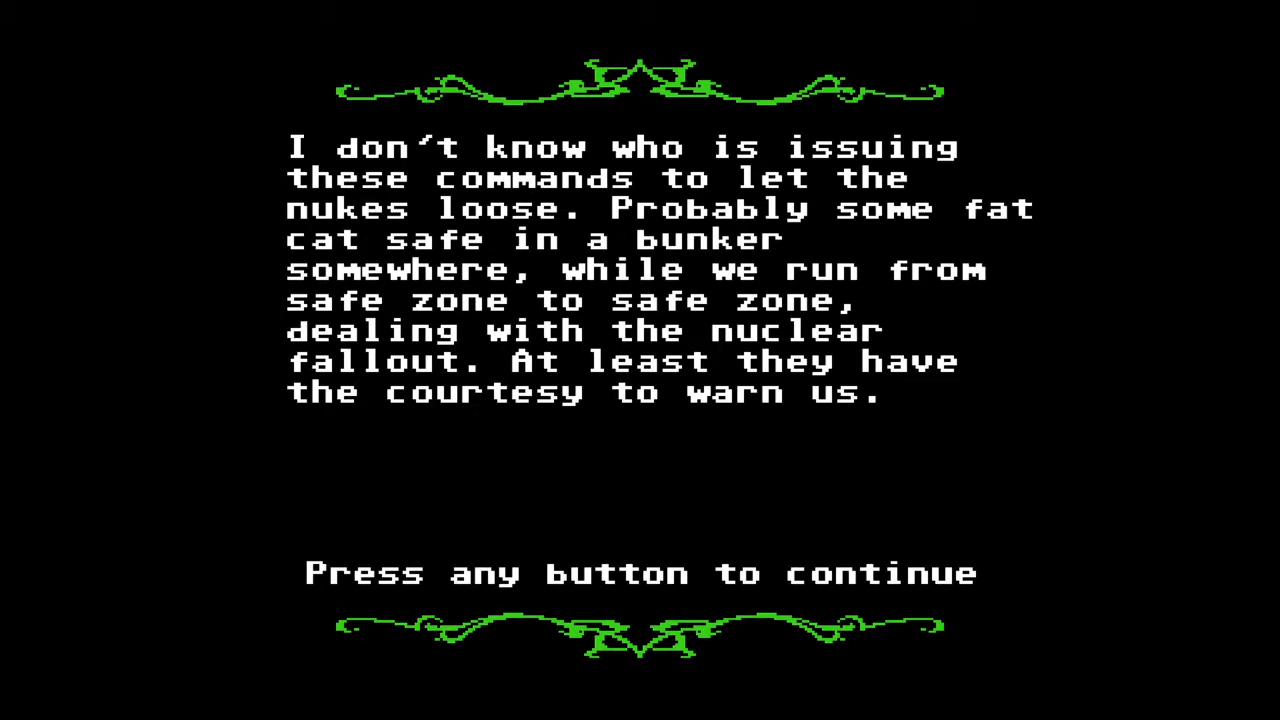 I don't know who is issuing
these commands to let the
nukes loose. Probably some fat
cat safe in a bunker
somewhere, while we run from
safe zone to safe zone,
dealing with the nuclear
fallout. At least they have
the courtesy to warn us.
Press any button to continue